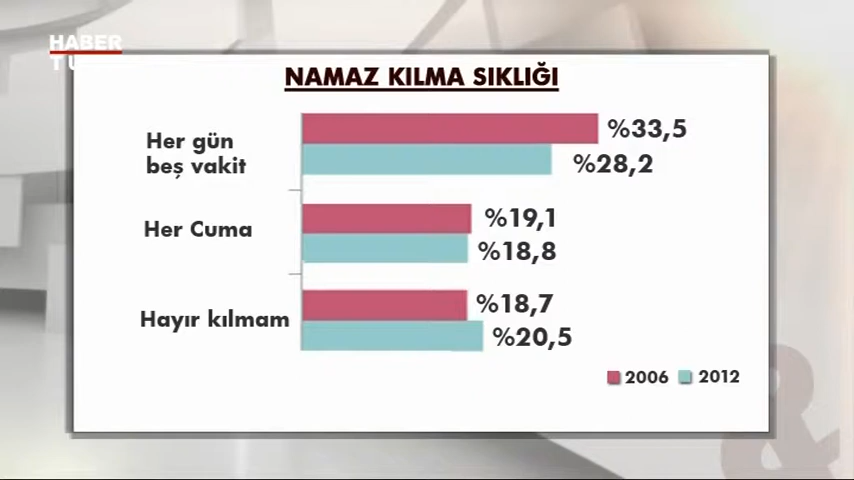 HABER
TU
NAMAZ KILMA SIKLIĞI
Her gün
beş vakit
%33,5
%28,2
Her Cuma
%19,1
%18,8
Hayır kılmam
%18,7
%20,5
2006
2012
&